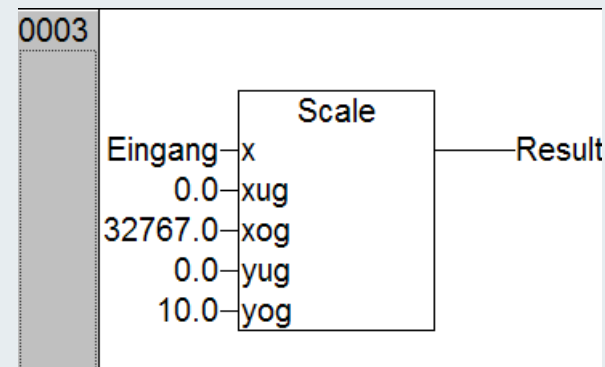 0003
Scale
Eingang x Result
0.0 xug
32767.0 xog
0.0 yug
10.0 yog